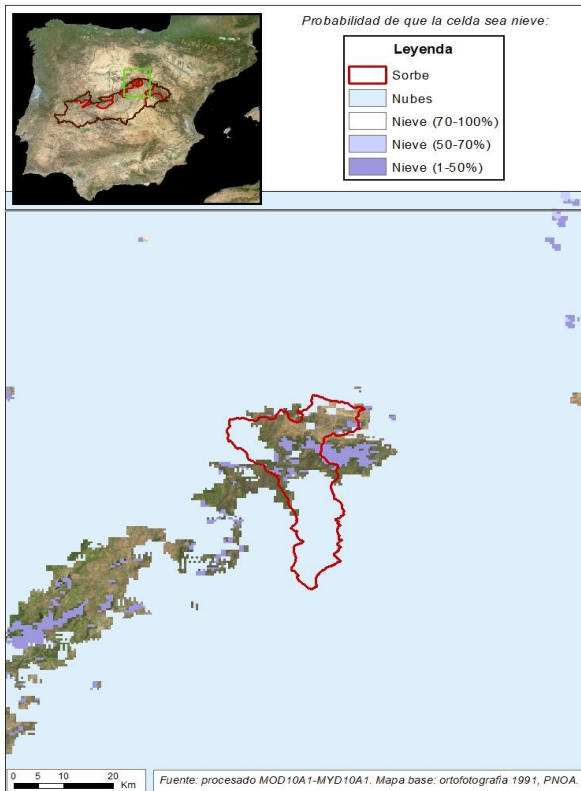 Probabilidad de que la celda sea nieve:
Leyenda
Sorbe
Nubes
Nieve (70-100%)
Nieve (50-70%)
Nieve (1-50%)
0 5 10 20
Km
Fuente: procesado MOD10A1-MYD10A1. Mapa base: ortofotografia 1991, PNOA.